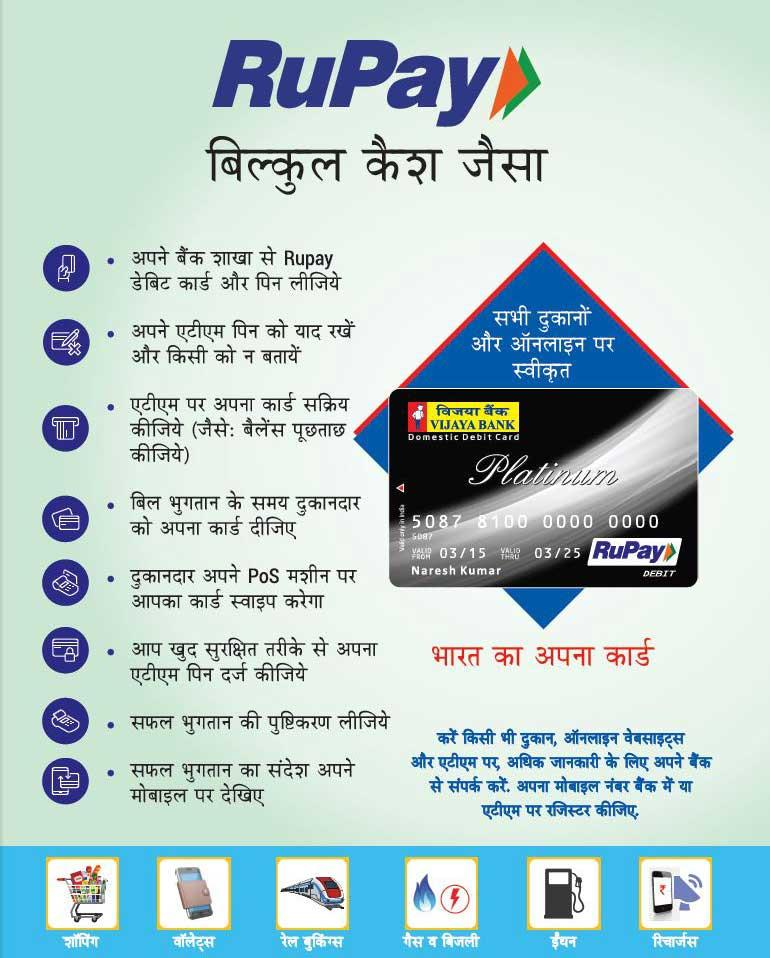 RuPay
बिल्कुल कैश जैसा
• अपने बैंक शाखा से Rupay
डेबिट कार्ड और पिन लीजिये
• अपने एटीएम पिन को याद रखें
और किसी को न बतायें
• एटीएम पर अपना कार्ड सक्रिय
कीजिये (जैसे: बैलेंस पूछताछ
कीजिये)
• बिल भुगतान के समय दुकानदार
को अपना कार्ड दीजिए
• दुकानदार अपने PoS मशीन पर
आपका कार्ड स्वाइप करेगा
• आप खुद सुरक्षित तरीके से अपना
एटीएम पिन दर्ज कीजिये
• सफल भुगतान की पुष्टिकरण लीजिये
• सफल भुगतान का संदेश अपने
मोबाइल पर देखिए
सभी दुकानों
और ऑनलाइन पर
स्वीकृत
विजया बैंक
VIJAYA BANK
Domestic Debit Card
Platinum
Valid only in India
5087 8100 0000 0000
5087
VALID FROM 03/15 VALID THRU 03/25
Naresh Kumar
RuPay
DEBIT
भारत का अपना कार्ड
करें किसी भी दुकान, ऑनलाइन वेबसाइट्स
और एटीएम पर, अधिक जानकारी के लिए अपने बैंक
से संपर्क करें. अपना मोबाइल नंबर बैंक में या
एटीएम पर रजिस्टर कीजिए.
शॉपिंग
वॉलेट्स
रेल बुकिंग्स
गैस व बिजली
ईंधन
रिचार्जस